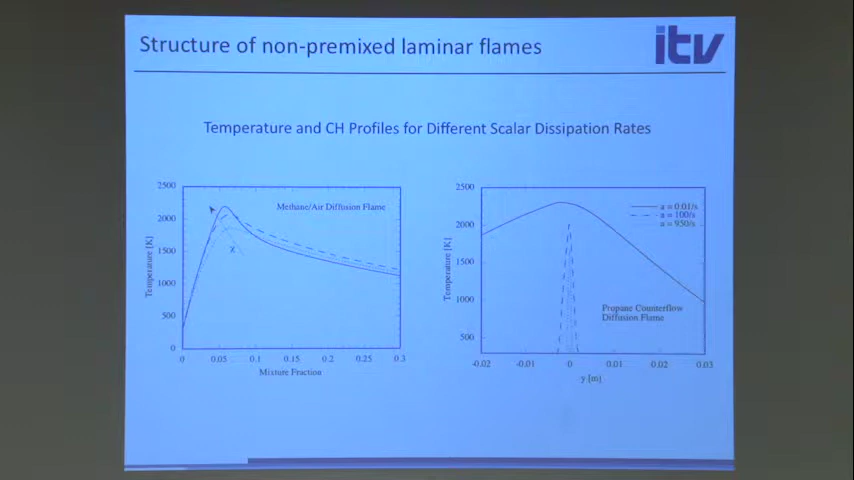 Structure of non-premixed laminar flames
itv
Temperature and CH Profiles for Different Scalar Dissipation Rates
2500
2000
1500
1000
500
0
Temperature [K]
Methane/Air Diffusion Flame
χ
0 0.05 0.1 0.15 0.2 0.25 0.3
Mixture Fraction
2500
2000
1500
1000
500
Temperature [K]
a = 0.01/s
a = 100/s
a = 950/s
Propane Counterflow
Diffusion Flame
-0.02 -0.01 0 0.01 0.02 0.03
y [m]